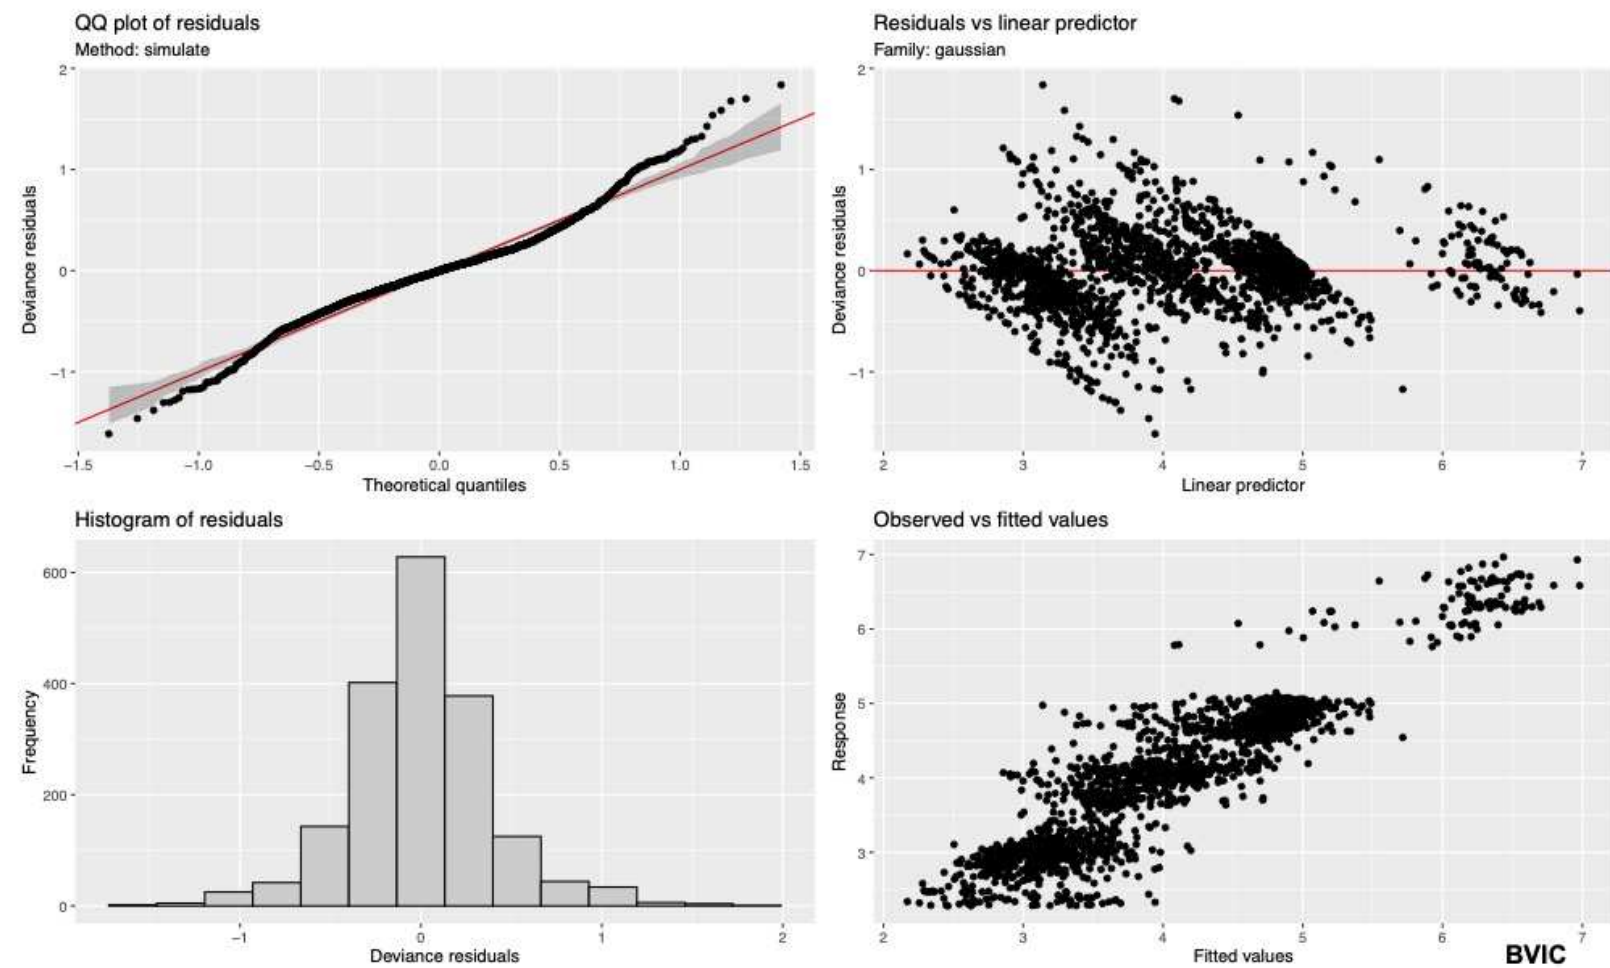 QQ plot of residuals
Method: simulate
2
1
0
−1
Deviance residuals
−1.5 −1.0 −0.5 0.0 0.5 1.0 1.5
Theoretical quantiles
Residuals vs linear predictor
Family: gaussian
2
1
0
−1
Deviance residuals
2 3 4 5 6 7
Linear predictor
Histogram of residuals
600
400
200
0
Frequency
−1 0 1 2
Deviance residuals
Observed vs fitted values
7
6
5
4
3
Response
2 3 4 5 6 7
Fitted values
BVIC